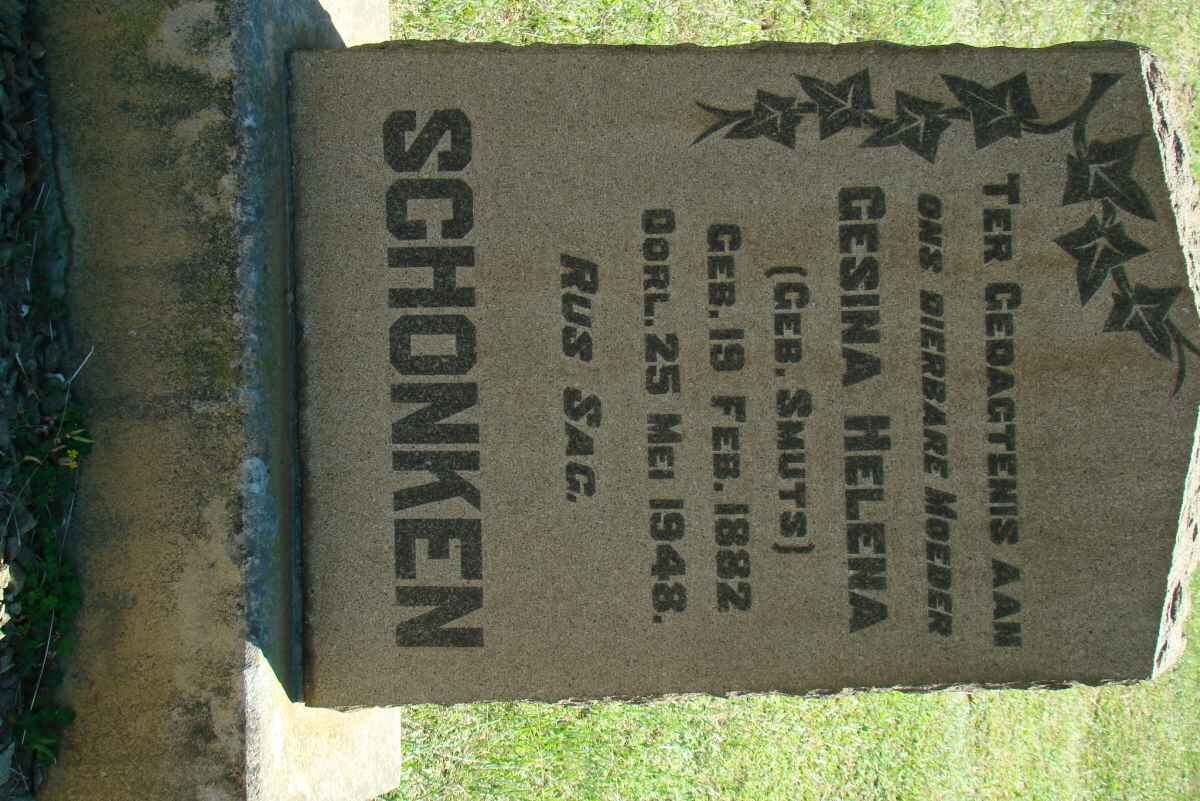 TER GEDAGTENIS AAN
ONS DIERBARE MOEDER
GESINA HELENA
(GEB. SMUTS)
GEB. 19 FEB. 1882
OORL. 25 MEI 1948.
RUS SAG.
SCHONKEN